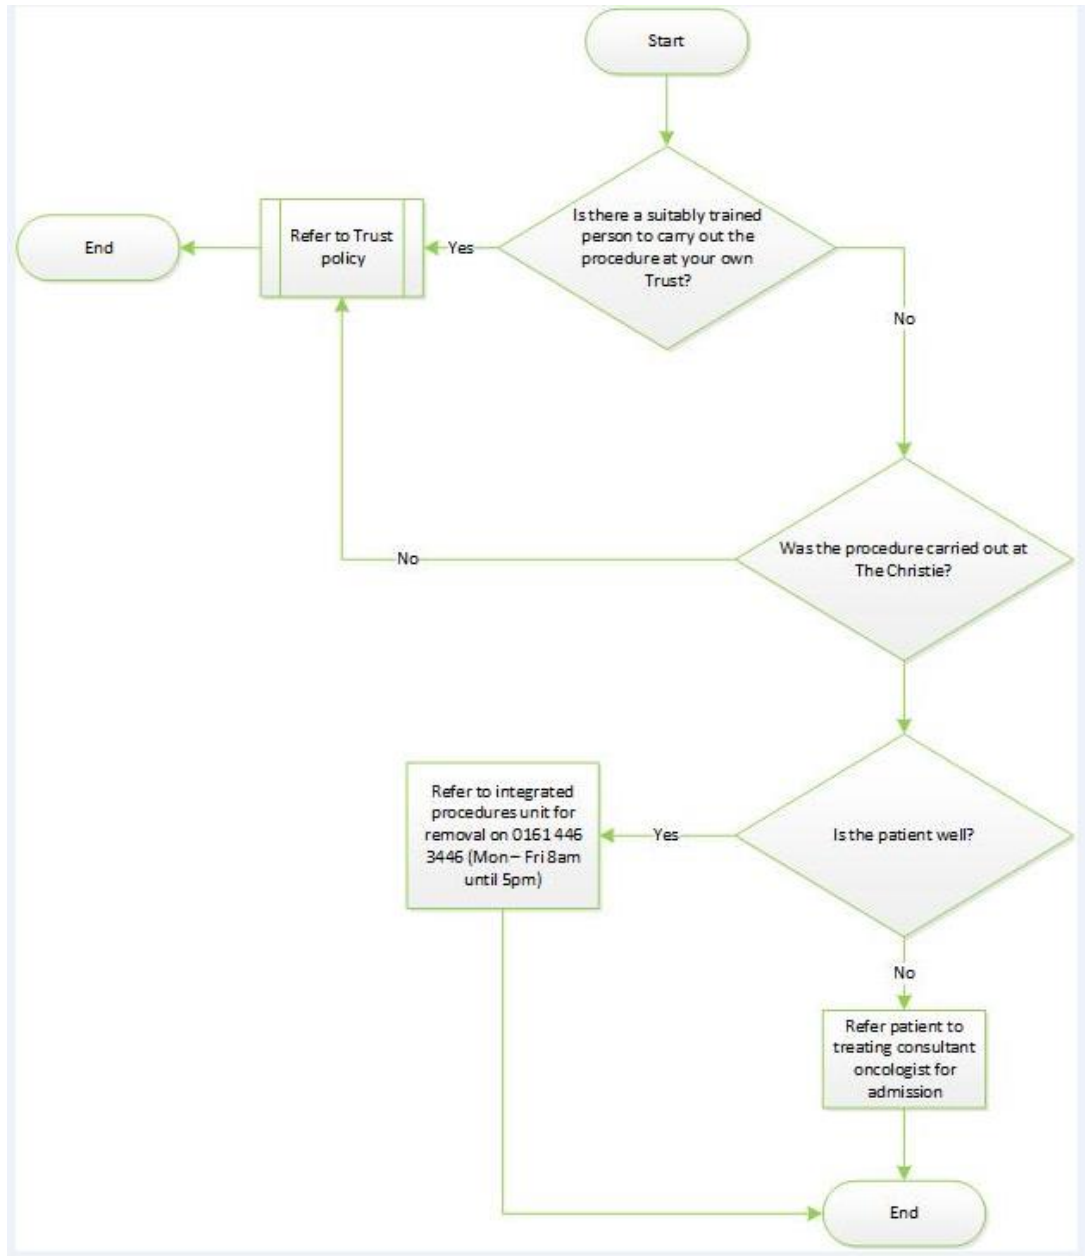 Start
Is there a suitably trained
person to carry out the
procedure at your own
Trust?
Yes
Refer to Trust
policy
End
No
Was the procedure carried out at
The Christie?
No
Is the patient well?
Yes
Refer to integrated
procedures unit for
removal on 0161 446
3446 (Mon – Fri 8am
until 5pm)
No
Refer patient to
treating consultant
oncologist for
admission
End